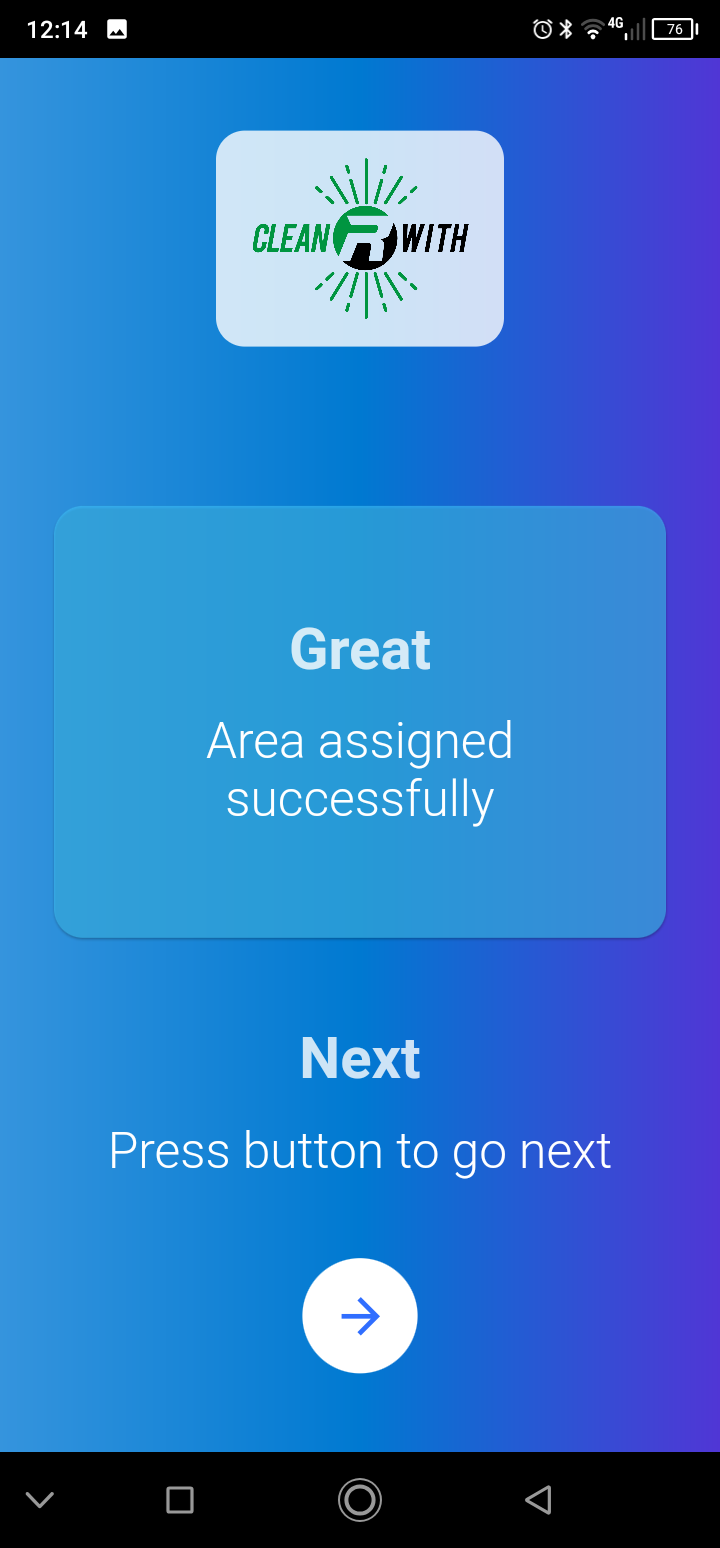 12:14
4G
76
CLEAN R WITH
Great
Area assigned
successfully
Next
Press button to go next